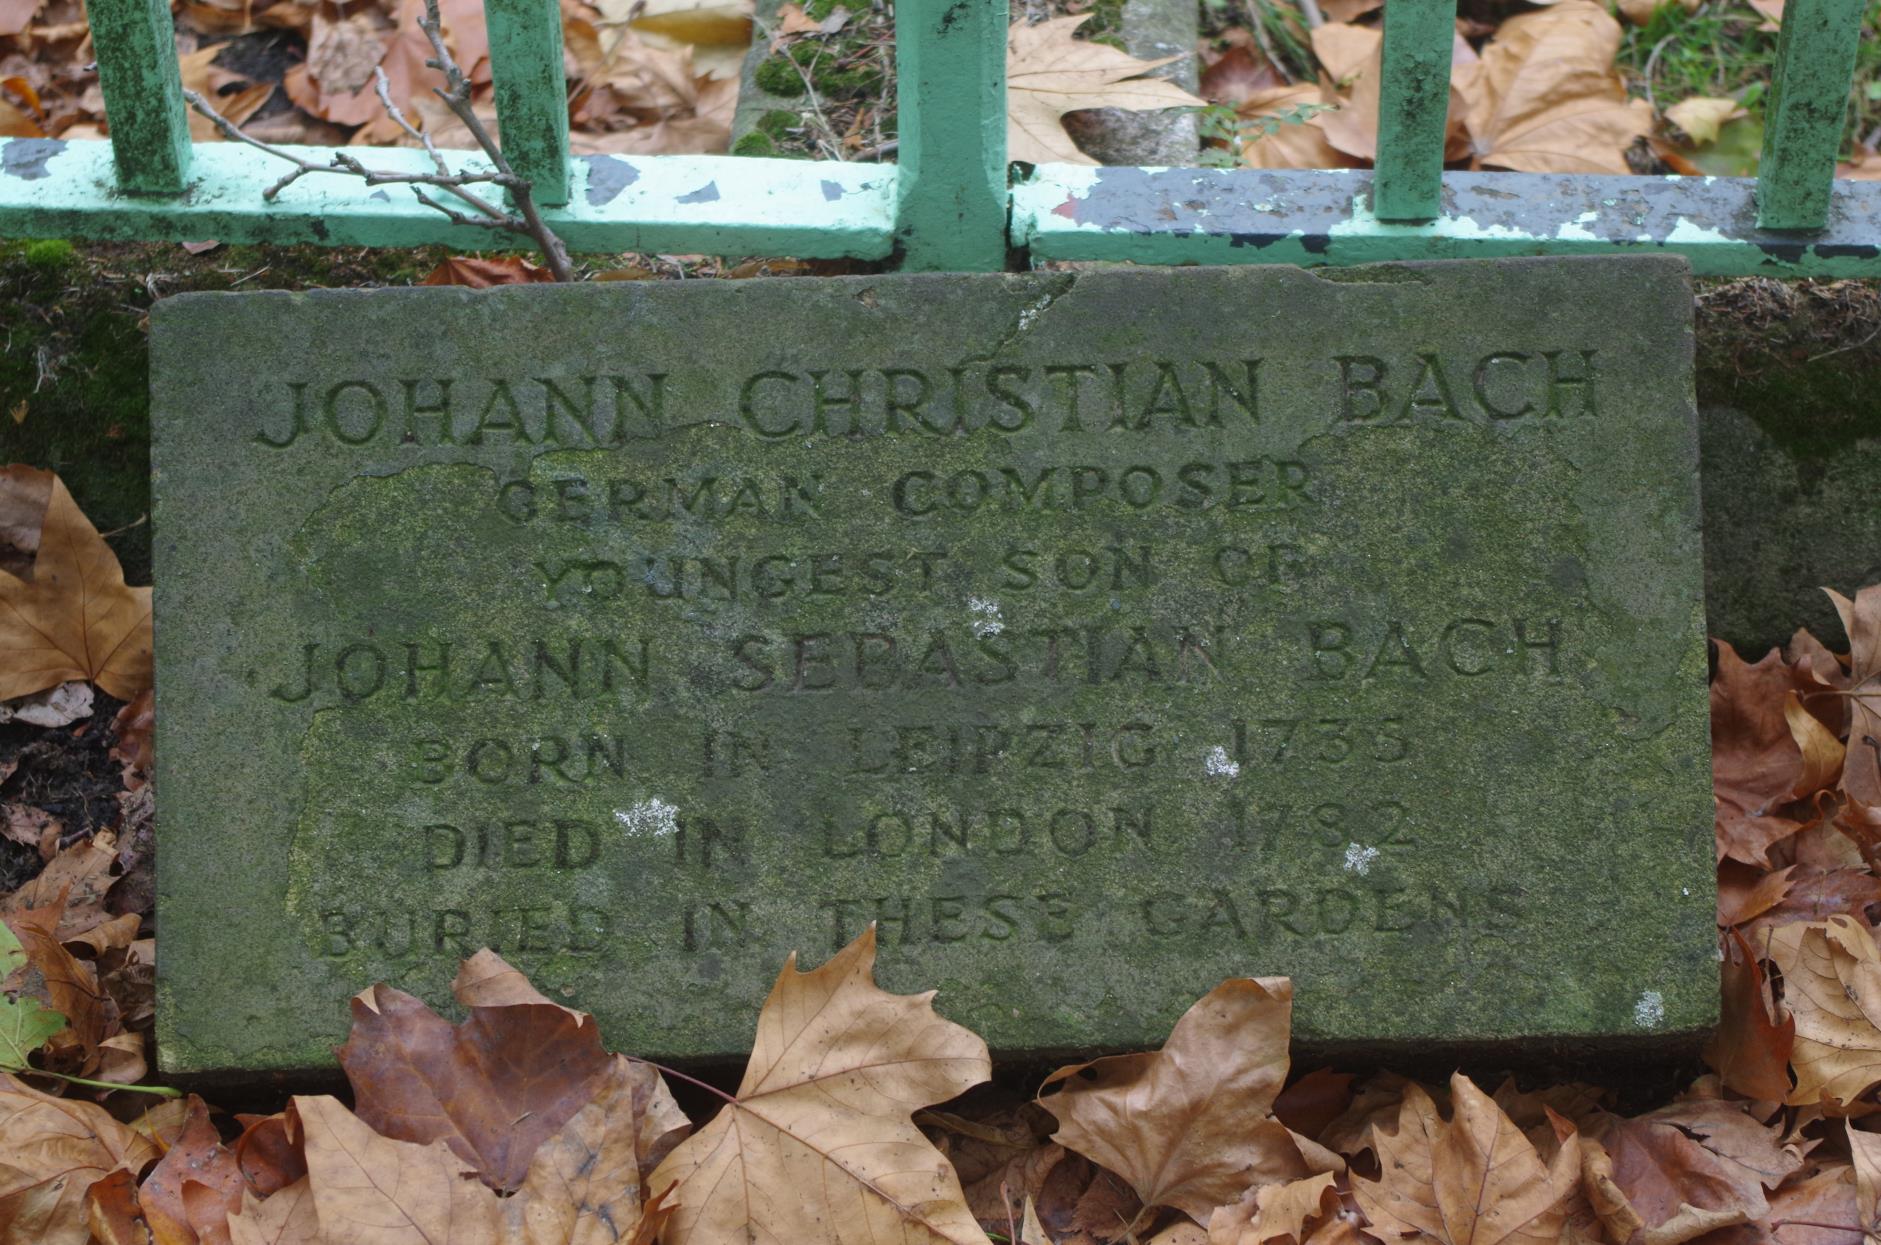 JOHANN CHRISTIAN BACH
GERMAN COMPOSER
YOUNGEST SON OF
JOHANN SEBASTIAN BACH
BORN IN LEIPZIG 1735
DIED IN LONDON 1782
BURIED IN THESE GARDENS